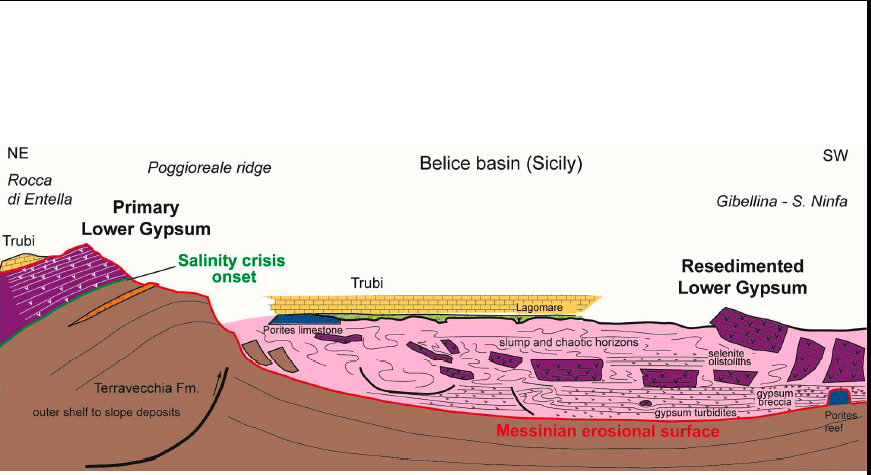 NE
SW
Belice basin (Sicily)
Poggioreale ridge
Rocca
di Entella
Gibellina - S. Ninfa
Primary
Lower Gypsum
Trubi
Salinity crisis
onset
Resedimented
Lower Gypsum
Trubi
Lagomare
Porites limestone
slump and chaotic horizons
selenite
olistoliths
Terravecchia Fm.
outer shelf to slope deposits
gypsum
breccia
gypsum turbidites
Porites
reef
Messinian erosional surface